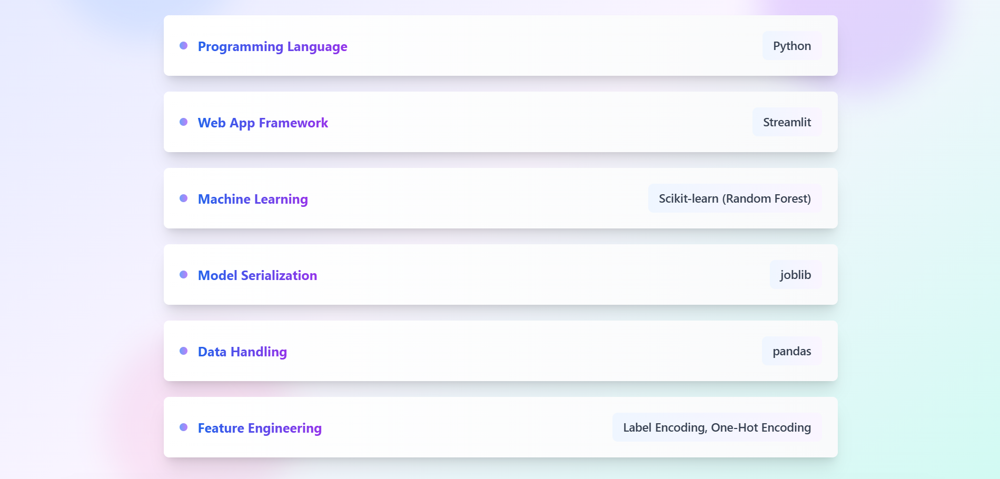 Programming Language
Python
Web App Framework
Streamlit
Machine Learning
Scikit-learn (Random Forest)
Model Serialization
joblib
Data Handling
pandas
Feature Engineering
Label Encoding, One-Hot Encoding